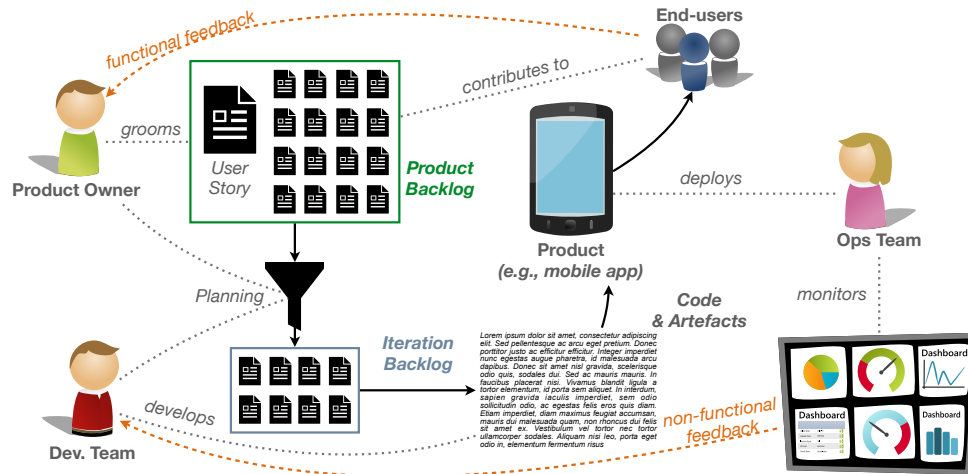 End-users
functional feedback
contributes to
grooms
User
Story
Product
Backlog
Product Owner
deploys
Ops Team
Product
(e.g., mobile app)
Planning
monitors
Code
& Artefacts
Iteration
Backlog
Lorem ipsum dolor sit amet, consectetur adipiscing
elit. Sed pellentesque ac arcu eget pretium. Donec
porttitor justo ac efficitur efficitur. Integer imperdiet
nunc egestas augue pharetra, id malesuada arcu
dapibus. Donec sit amet nisl gravida, scelerisque
odio quis, sodales dui. Sed ac mauris mauris. In
faucibus placerat nisi. Vivamus blandit ligula a
tortor elementum, id porta sem aliquet. In interdum,
sapien gravida iaculis imperdiet, sem odio
sollicitudin odio, ac egestas felis eros quis diam.
Etiam imperdiet, diam maximus feugiat accumsan,
mauris dui malesuada quam, non rhoncus dui felis
sit amet ex. Vestibulum vel tortor nec tortor
ullamcorper sodales. Aliquam nisi leo, porta eget
odio in, elementum fermentum risus
Dashboard
develops
non-functional
feedback
Dashboard
Dashboard
Dev. Team